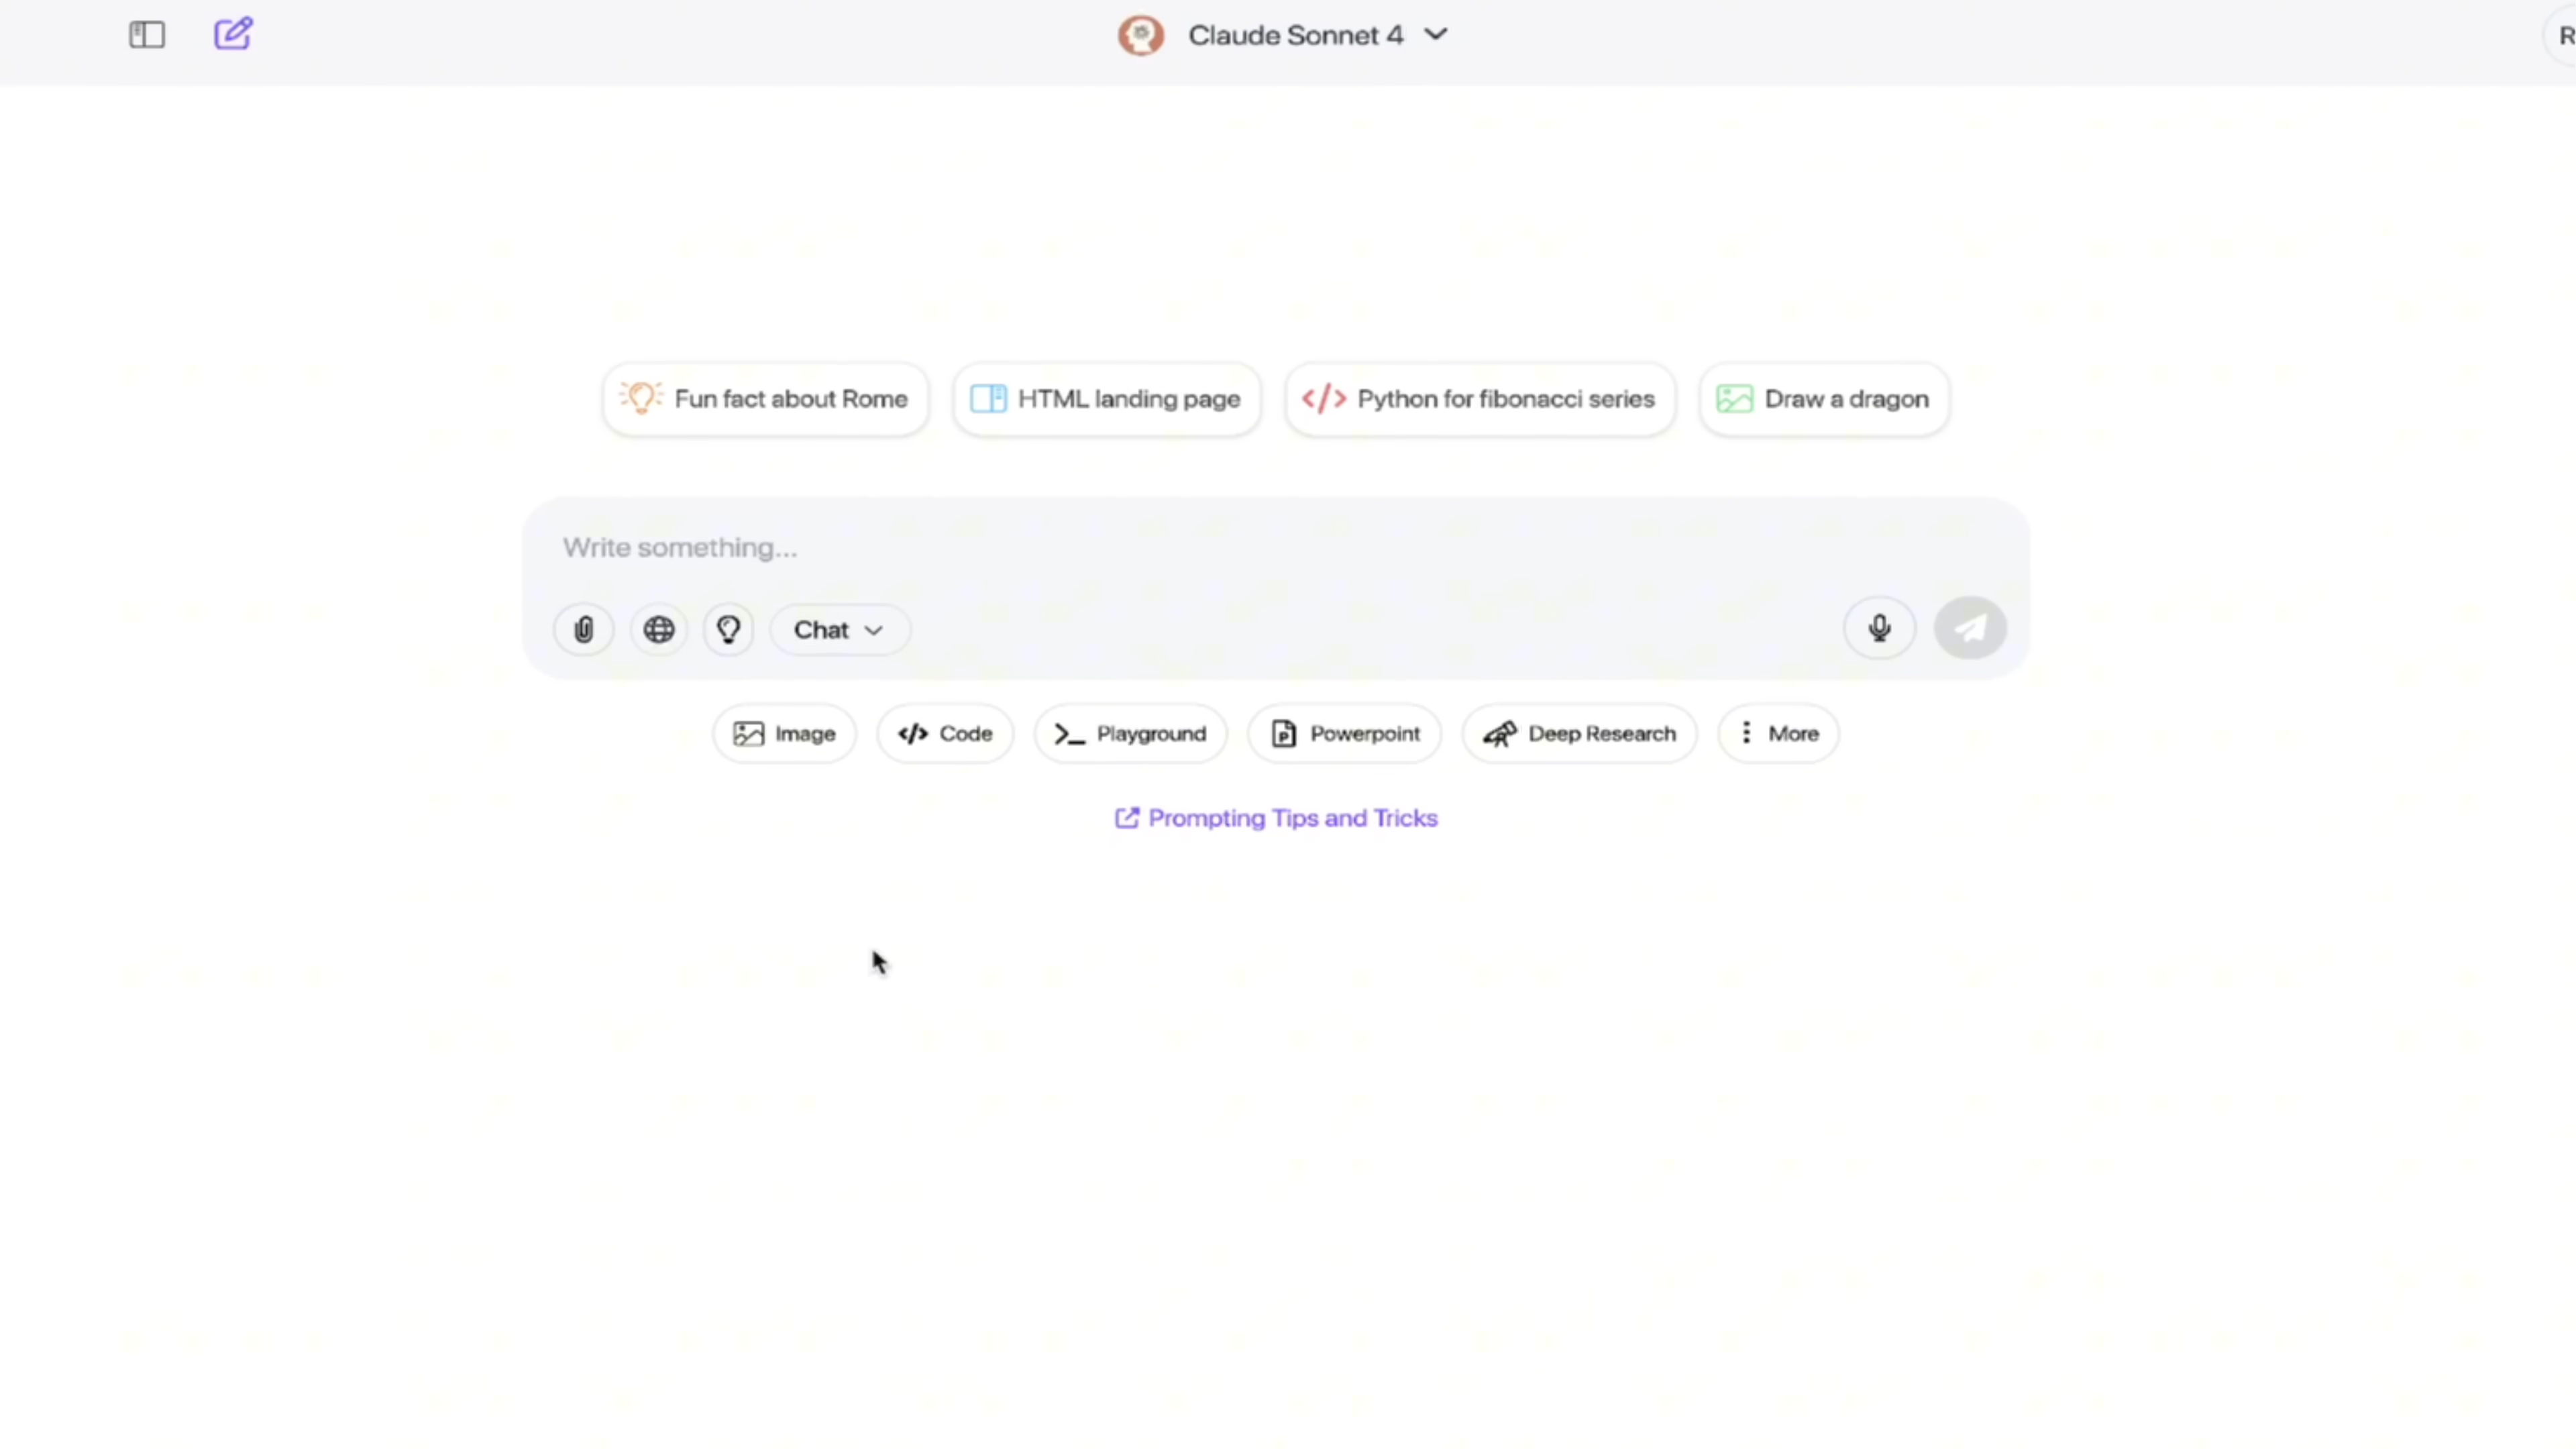 Claude Sonnet 4
R
Fun fact about Rome
HTML landing page
Python for fibonacci series
Draw a dragon
Write something...
Chat
Image
Code
Playground
Powerpoint
Deep Research
More
Prompting Tips and Tricks